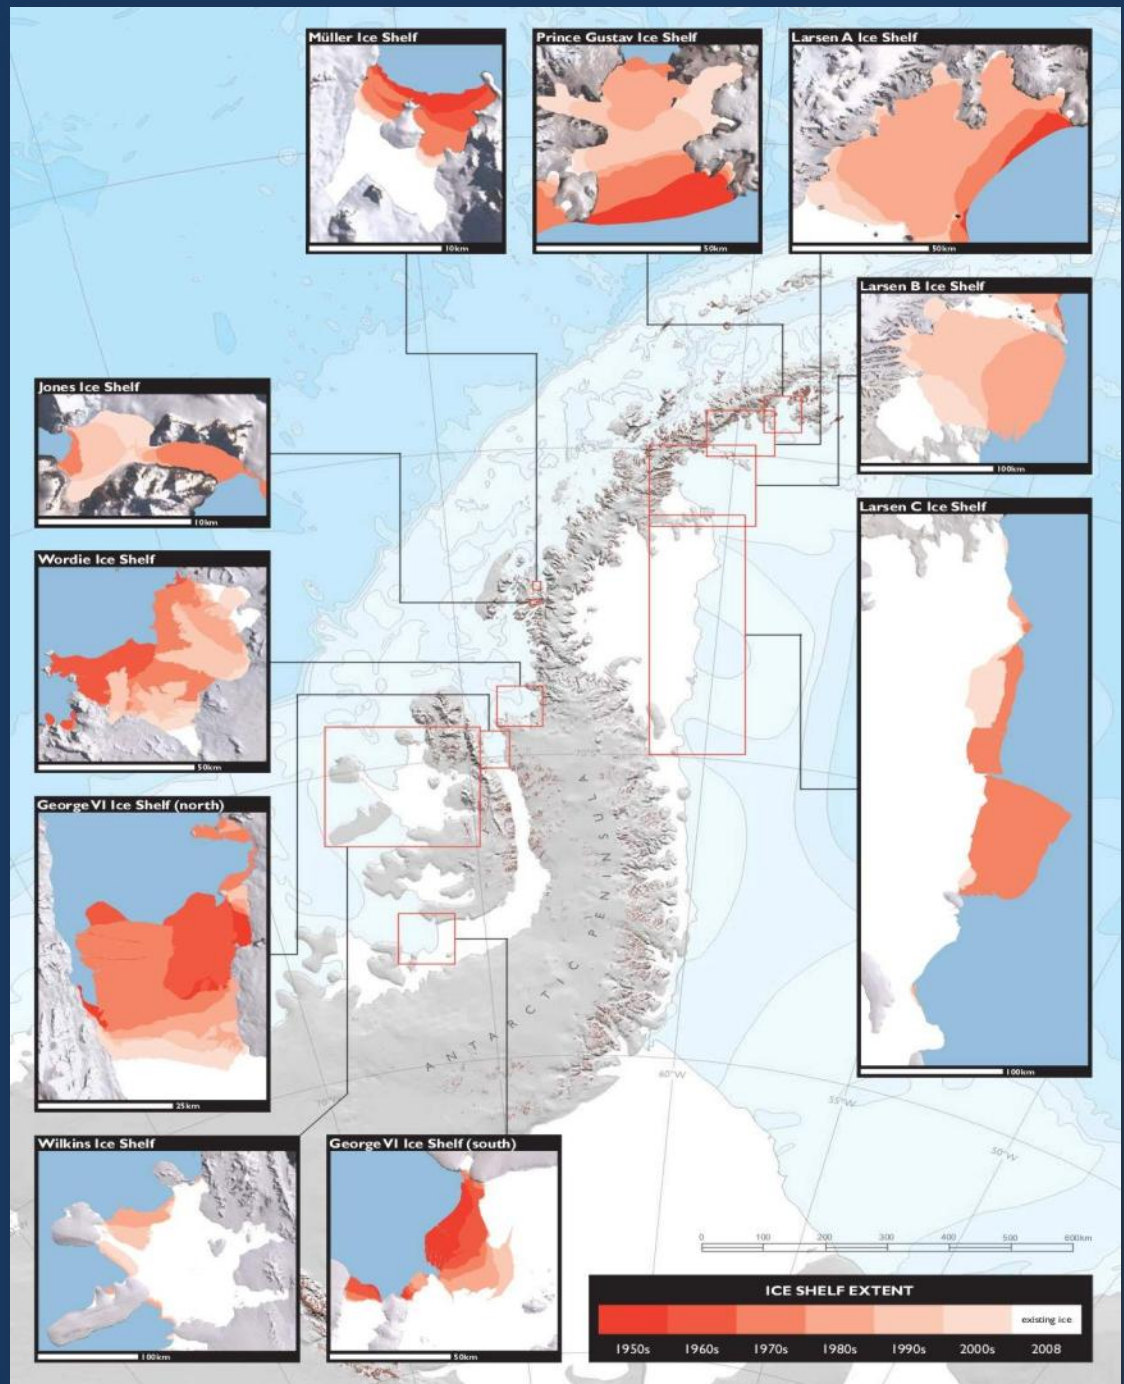 Müller Ice Shelf
10km
Prince Gustav Ice Shelf
50km
Larsen A Ice Shelf
50km
Larsen B Ice Shelf
100km
Jones Ice Shelf
10km
Larsen C Ice Shelf
100km
Wordie Ice Shelf
50km
George VI Ice Shelf (north)
25km
ANTARCTIC PENINSULA
70°S
60°W
55°W
50°W
Wilkins Ice Shelf
100km
George VI Ice Shelf (south)
50km
0 100 200 300 400 500 600km
ICE SHELF EXTENT
existing ice
1950s 1960s 1970s 1980s 1990s 2000s 2008